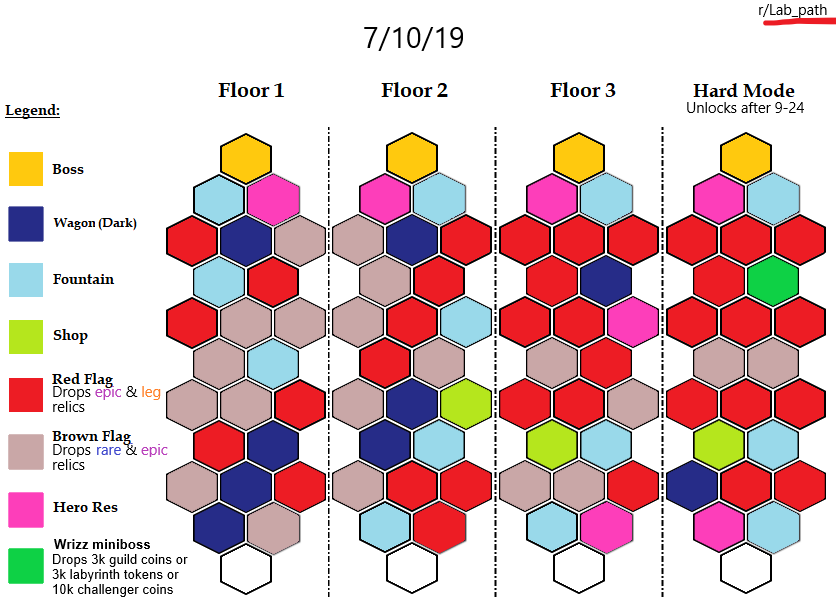 r/Lab_path
7/10/19
Floor 1
Floor 2
Floor 3
Hard Mode
Unlocks after 9-24
Legend:
Boss
Wagon (Dark)
Fountain
Shop
Red Flag
Drops epic & leg
relics
Brown Flag
Drops rare & epic
relics
Hero Res
Wrizz miniboss
Drops 3k guild coins or
3k labyrinth tokens or
10k challenger coins